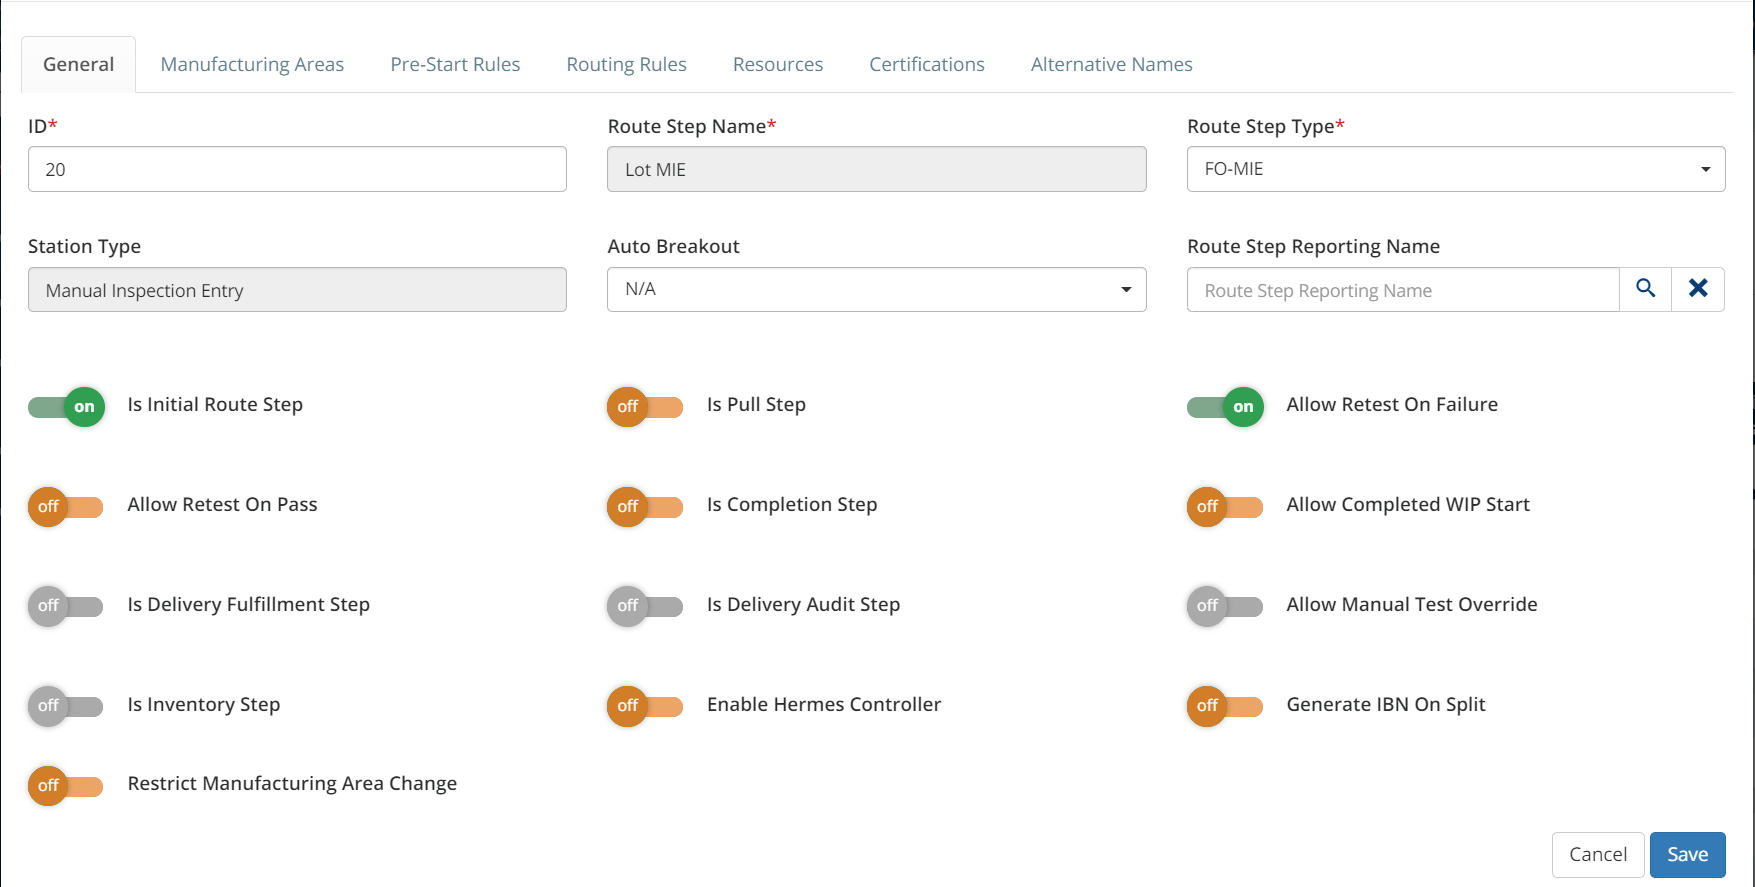 General Manufacturing Areas Pre-Start Rules Routing Rules Resources Certifications Alternative Names
ID* Route Step Name* Route Step Type*
20 Lot MIE FO-MIE
Station Type Auto Breakout Route Step Reporting Name
Manual Inspection Entry N/A Route Step Reporting Name
on Is Initial Route Step off Is Pull Step on Allow Retest On Failure
off Allow Retest On Pass off Is Completion Step off Allow Completed WIP Start
off Is Delivery Fulfillment Step off Is Delivery Audit Step off Allow Manual Test Override
off Is Inventory Step off Enable Hermes Controller off Generate IBN On Split
off Restrict Manufacturing Area Change
Cancel Save